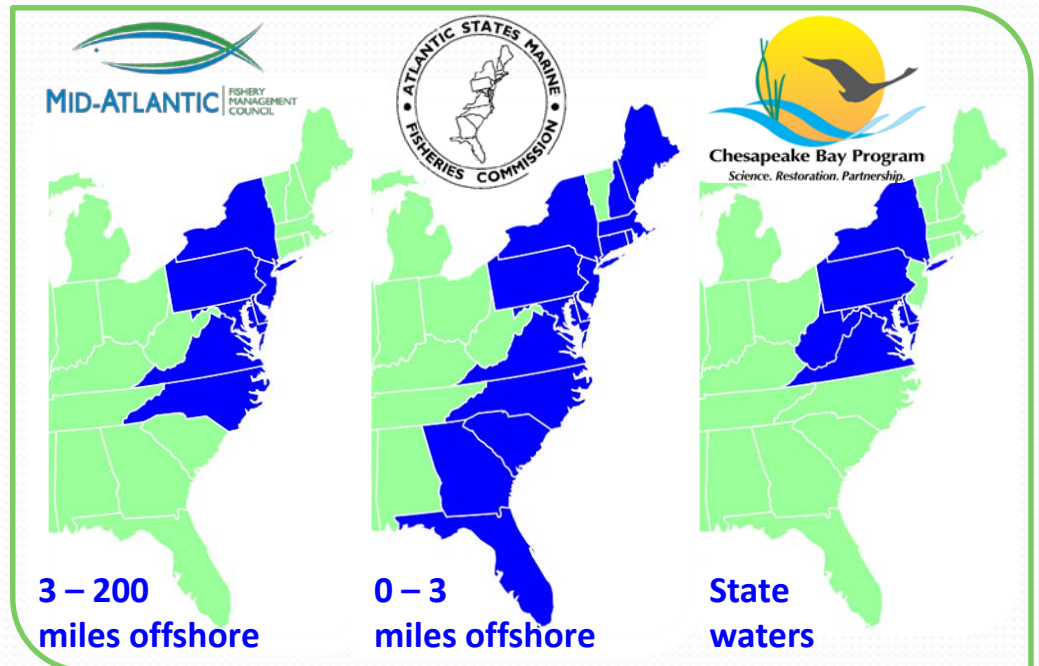 MID-ATLANTIC
FISHERY
MANAGEMENT
COUNCIL
ATLANTIC STATES MARINE
FISHERIES COMMISSION
Chesapeake Bay Program
Science. Restoration. Partnership.
3 – 200
miles offshore
0 – 3
miles offshore
State
waters